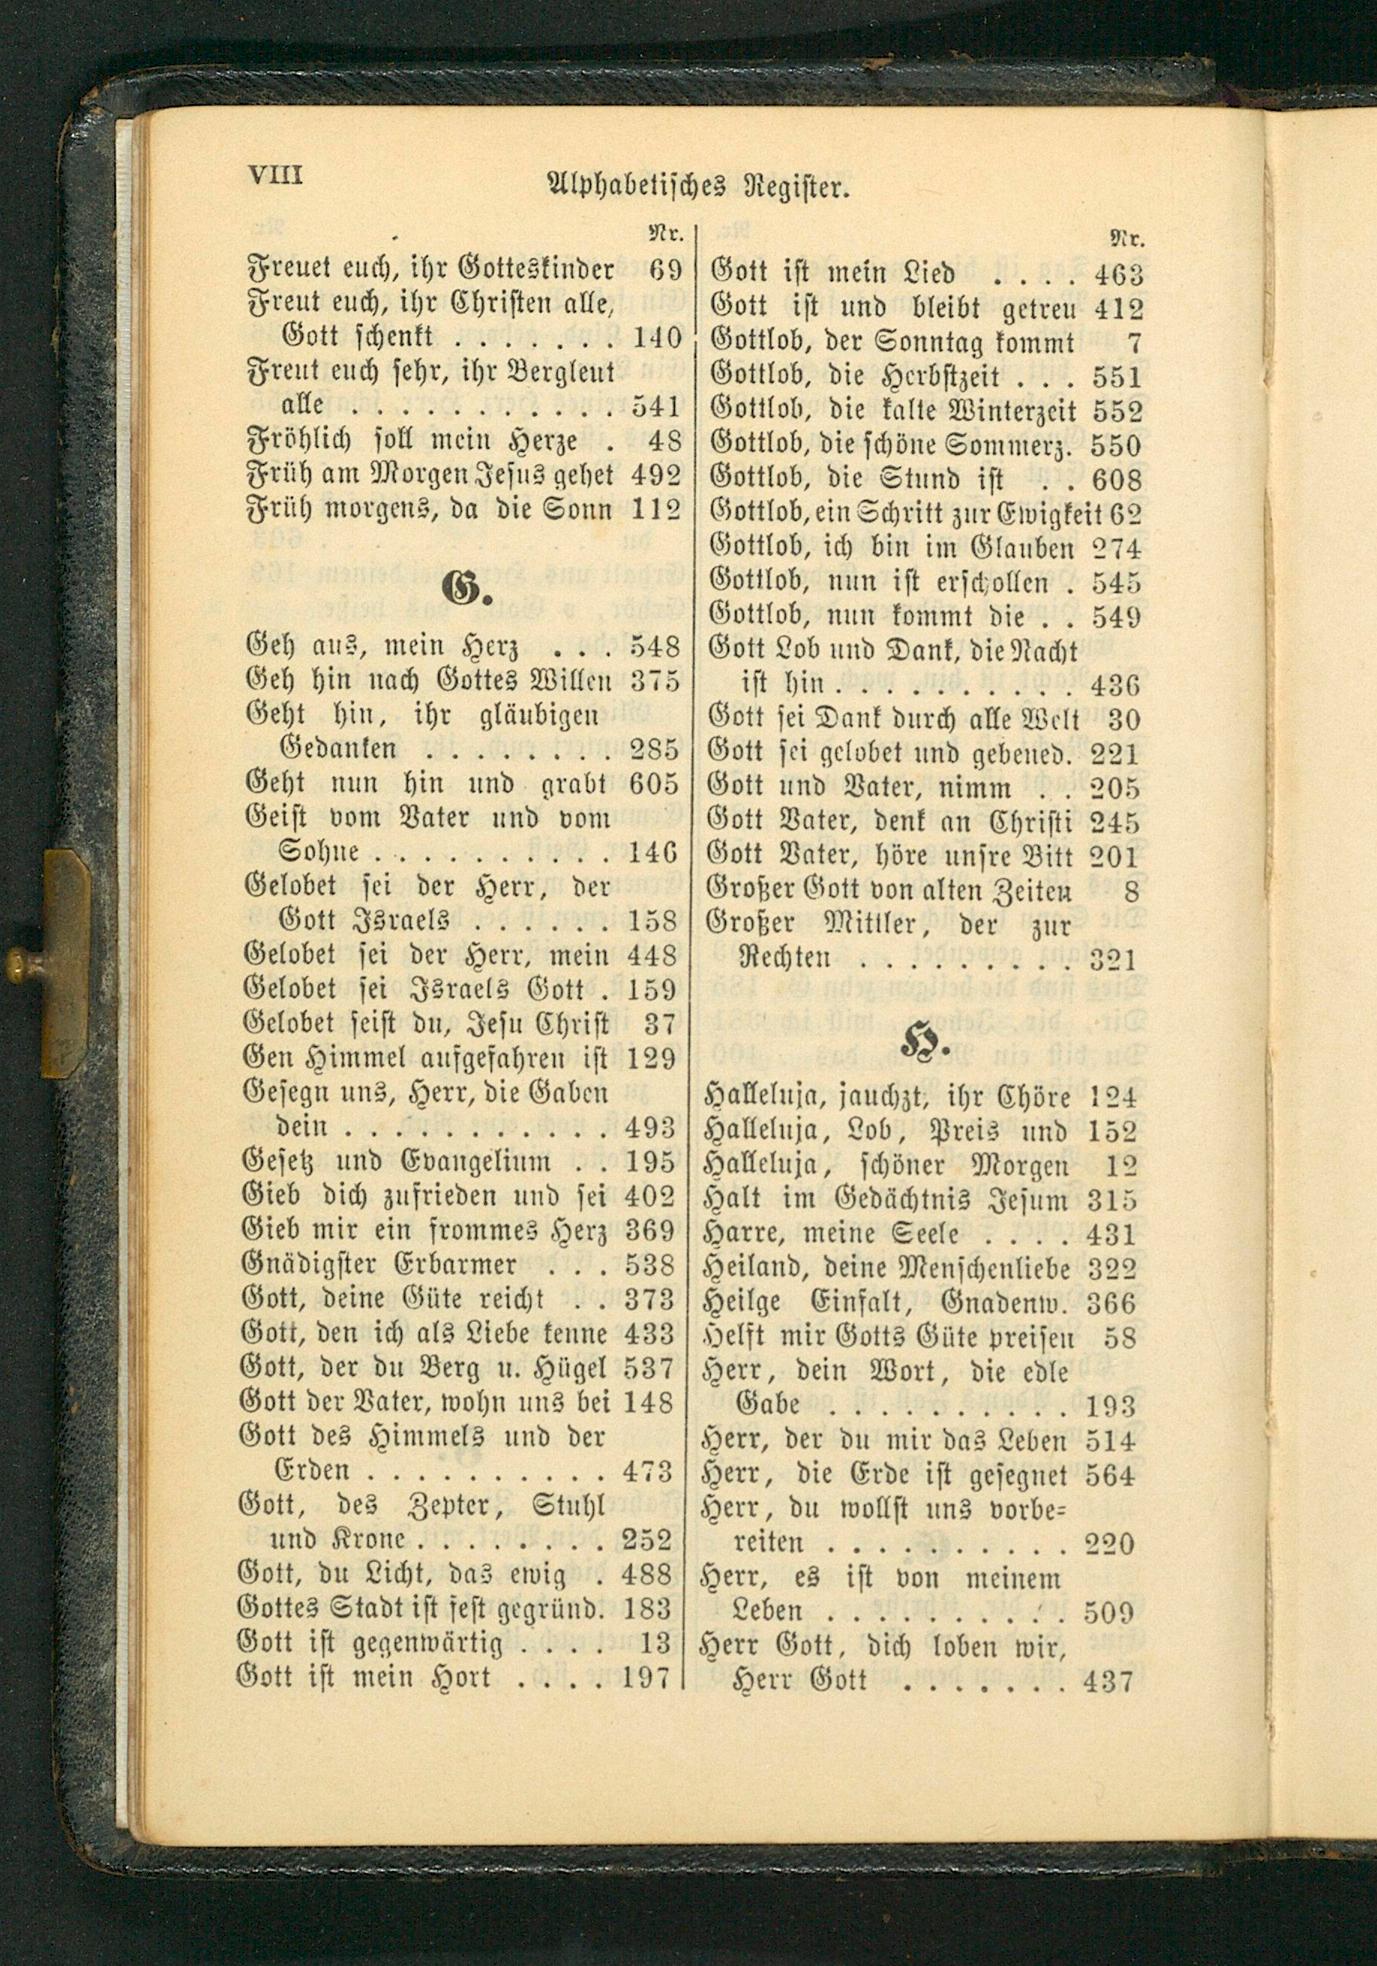 VIII
Alphabetisches Register.
Nr.
Freuet euch, ihr Gotteskinder 69
Freut euch, ihr Christen alle,
Gott schenkt . . . . . . . 140
Freut euch sehr, ihr Bergleut
alle . . . . . . . . . . . 541
Fröhlich soll mein Herze . 48
Früh am Morgen Jesus gehet 492
Früh morgens, da die Sonn 112
G.
Geh aus, mein Herz . . . 548
Geh hin nach Gottes Willen 375
Geht hin, ihr gläubigen
Gedanken . . . . . . . . 285
Geht nun hin und grabt 605
Geist vom Vater und vom
Sohne . . . . . . . . . . 146
Gelobet sei der Herr, der
Gott Israels . . . . . . 158
Gelobet sei der Herr, mein 448
Gelobet sei Israels Gott . 159
Gelobet seist du, Jesu Christ 37
Gen Himmel aufgefahren ist 129
Gesegn uns, Herr, die Gaben
dein . . . . . . . . . . . 493
Gesetz und Evangelium . . 195
Gieb dich zufrieden und sei 402
Gieb mir ein frommes Herz 369
Gnädigster Erbarmer . . . 538
Gott, deine Güte reicht . . 373
Gott, den ich als Liebe kenne 433
Gott, der du Berg u. Hügel 537
Gott der Vater, wohn uns bei 148
Gott des Himmels und der
Erden . . . . . . . . . . 473
Gott, des Zepter, Stuhl
und Krone . . . . . . . . 252
Gott, du Licht, das ewig . 488
Gottes Stadt ist fest gegründ. 183
Gott ist gegenwärtig . . . . 13
Gott ist mein Hort . . . . 197
Nr.
Gott ist mein Lied . . . . 463
Gott ist und bleibt getreu 412
Gottlob, der Sonntag kommt 7
Gottlob, die Herbstzeit . . . 551
Gottlob, die kalte Winterzeit 552
Gottlob, die schöne Sommerz. 550
Gottlob, die Stund ist . . 608
Gottlob, ein Schritt zur Ewigkeit 62
Gottlob, ich bin im Glauben 274
Gottlob, nun ist erschollen . 545
Gottlob, nun kommt die . . 549
Gott Lob und Dank, die Nacht
ist hin . . . . . . . . . . 436
Gott sei Dank durch alle Welt 30
Gott sei gelobet und gebened. 221
Gott und Vater, nimm . . 205
Gott Vater, denk an Christi 245
Gott Vater, höre unsre Bitt 201
Großer Gott von alten Zeiten 8
Großer Mittler, der zur
Rechten . . . . . . . . . 321
H.
Halleluja, jauchzt, ihr Chöre 124
Halleluja, Lob, Preis und 152
Halleluja, schöner Morgen 12
Halt im Gedächtnis Jesum 315
Harre, meine Seele . . . . 431
Heiland, deine Menschenliebe 322
Heilge Einfalt, Gnadenw. 366
Helft mir Gotts Güte preisen 58
Herr, dein Wort, die edle
Gabe . . . . . . . . . . 193
Herr, der du mir das Leben 514
Herr, die Erde ist gesegnet 564
Herr, du wollst uns vorbe-
reiten . . . . . . . . . . 220
Herr, es ist von meinem
Leben . . . . . . . . . . 509
Herr Gott, dich loben wir,
Herr Gott . . . . . . . 437